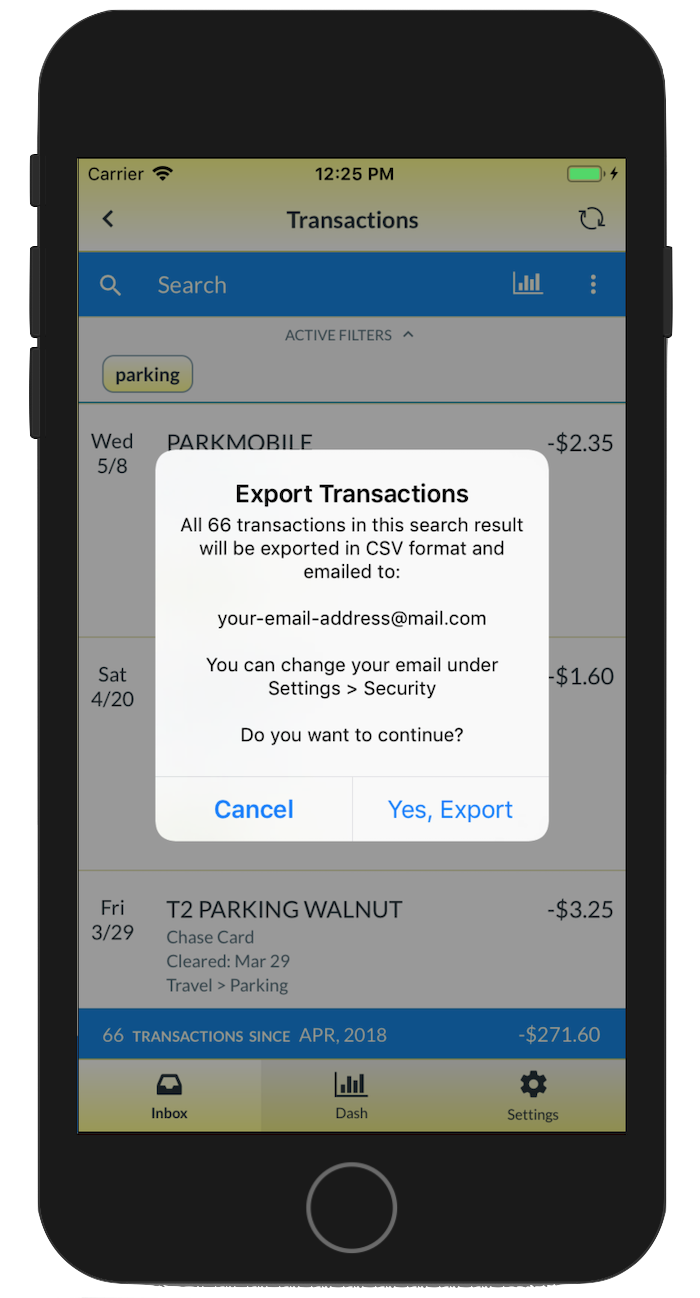 Carrier 12:25 PM
Transactions
Search
ACTIVE FILTERS
parking
Wed PARKMOBILE -$2.35
5/8
Export Transactions
All 66 transactions in this search result
will be exported in CSV format and
emailed to:
your-email-address@mail.com
You can change your email under
Settings > Security
Do you want to continue?
Cancel Yes, Export
Sat -$1.60
4/20
Fri T2 PARKING WALNUT -$3.25
3/29 Chase Card
Cleared: Mar 29
Travel > Parking
66 TRANSACTIONS SINCE APR, 2018 -$271.60
Inbox Dash Settings